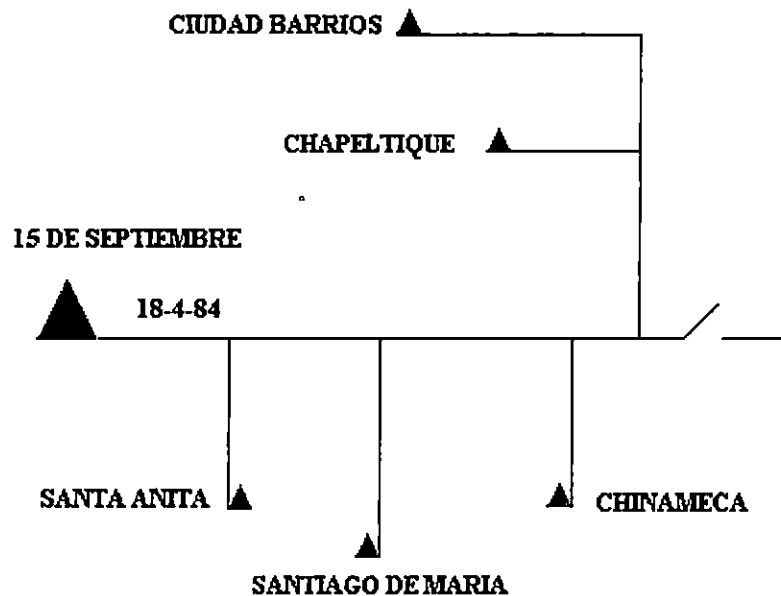 CIUDAD BARRIOS
CHAPELTIQUE
15 DE SEPTIEMBRE
18-4-84
SANTA ANITA
CHINAMECA
SANTIAGO DE MARIA